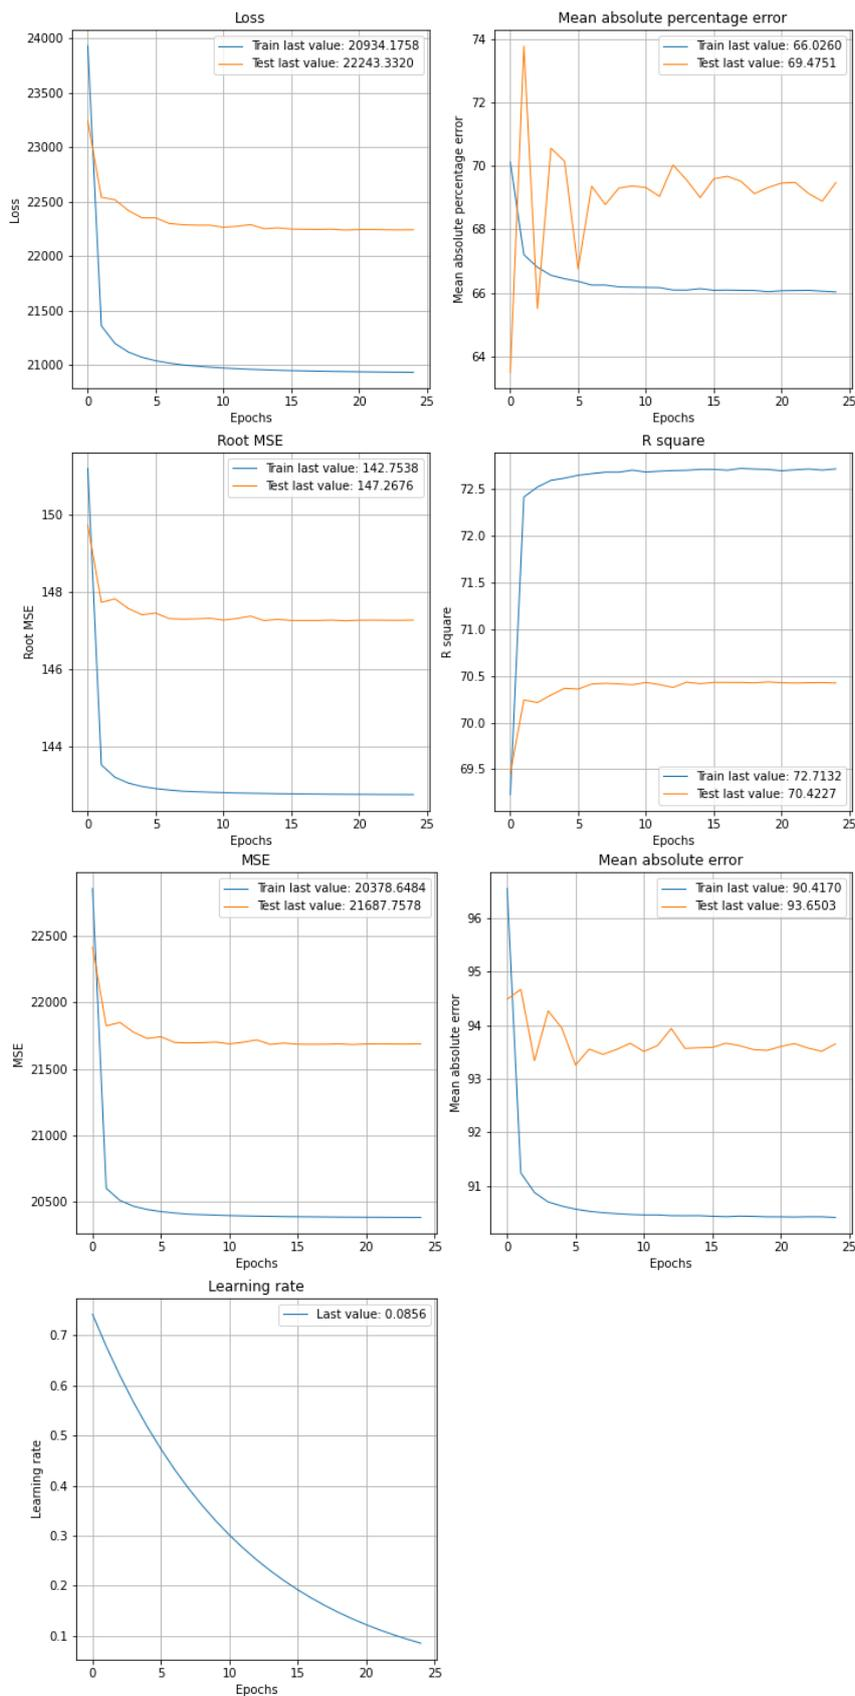 Loss
Train last value: 20934.1758
Test last value: 22243.3320
24000
23500
23000
22500
22000
21500
21000
Loss
0 5 10 15 20 25
Epochs
Mean absolute percentage error
Train last value: 66.0260
Test last value: 69.4751
74
72
70
68
66
64
Mean absolute percentage error
0 5 10 15 20 25
Epochs
Root MSE
Train last value: 142.7538
Test last value: 147.2676
150
148
146
144
Root MSE
0 5 10 15 20 25
Epochs
R square
72.5
72.0
71.5
71.0
70.5
70.0
69.5
R square
Train last value: 72.7132
Test last value: 70.4227
0 5 10 15 20 25
Epochs
MSE
Train last value: 20378.6484
Test last value: 21687.7578
22500
22000
21500
21000
20500
MSE
0 5 10 15 20 25
Epochs
Mean absolute error
Train last value: 90.4170
Test last value: 93.6503
96
95
94
93
92
91
Mean absolute error
0 5 10 15 20 25
Epochs
Learning rate
Last value: 0.0856
0.7
0.6
0.5
0.4
0.3
0.2
0.1
Learning rate
0 5 10 15 20 25
Epochs